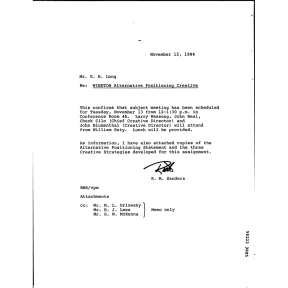 November 12, 1984
Mr. G. H. Long
Re: WINSTON Alternative Positioning Creative
This confirms that subject meeting has been scheduled
for Tuesday, November 13 from 12-1:30 p.m. in
Conference Room 4A. Larry Wassong, John Neal,
Chuck Cilo (Chief Creative Director) and
John Blumenthal (Creative Director) will attend
from William Esty. Lunch will be provided.
As information, I have also attached copies of the
Alternative Positioning Statement and the three
Creative Strategies developed for this assignment.
R. M. Sanders
RMS/
Attachments
cc: Mr. M. L. Orlowsky
Mr. H. J. Lees
Mr. G. W. McKenna
Memo only
50222 3065